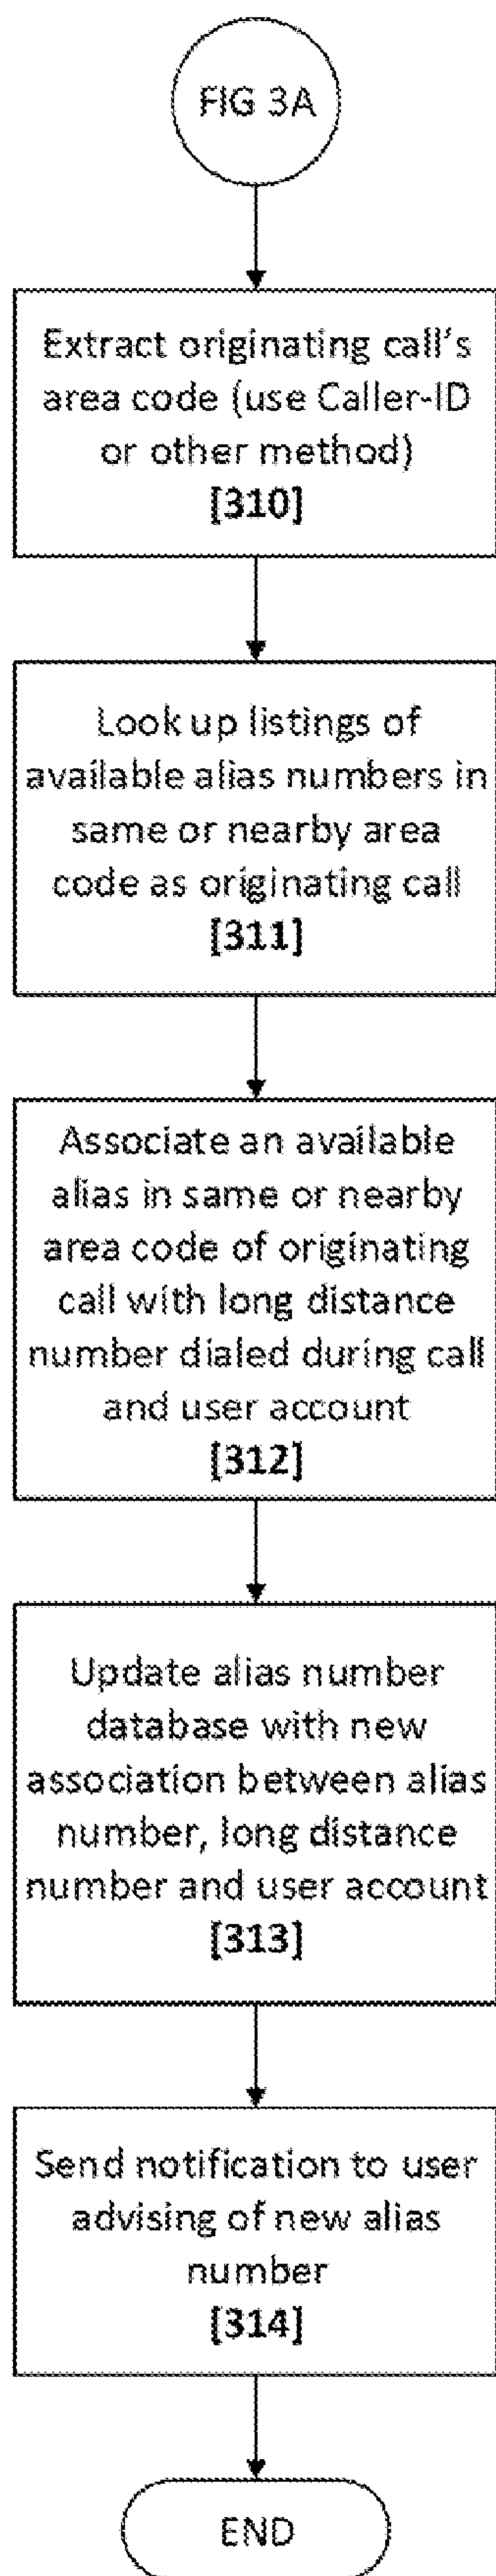 FIG 3A
Extract originating call's
area code (use Caller-ID
or other method)
[310]
Look up listings of
available alias numbers in
same or nearby area
code as originating call
[311]
Associate an available
alias in same or nearby
area code of originating
call with long distance
number dialed during call
and user account
[312]
Update alias number
database with new
association between alias
number, long distance
number and user account
[313]
Send notification to user
advising of new alias
number
[314]
END